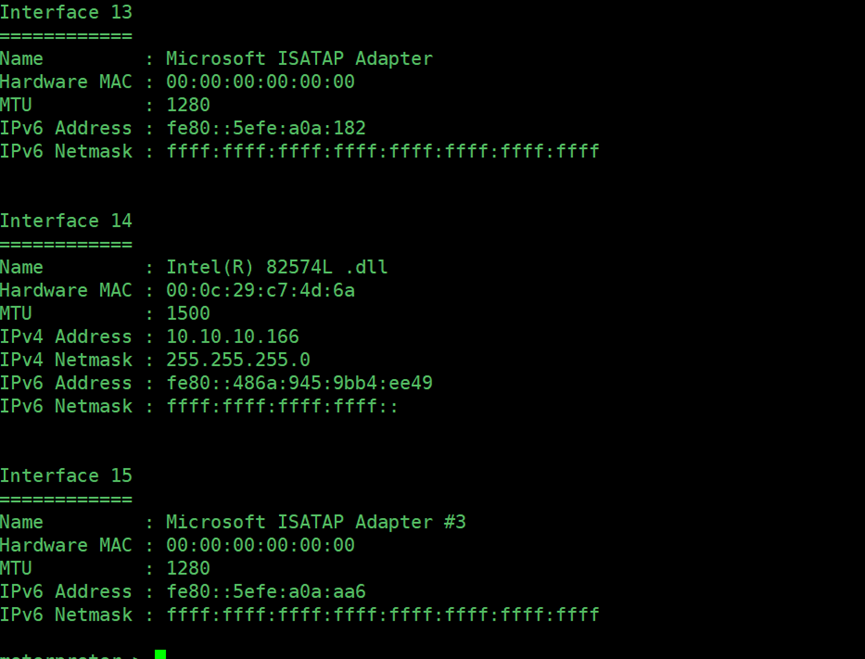 Interface 13
============
Name         : Microsoft ISATAP Adapter
Hardware MAC : 00:00:00:00:00:00
MTU          : 1280
IPv6 Address : fe80::5efe:a0a:182
IPv6 Netmask : ffff:ffff:ffff:ffff:ffff:ffff:ffff:ffff
Interface 14
============
Name         : Intel(R) 82574L .dll
Hardware MAC : 00:0c:29:c7:4d:6a
MTU          : 1500
IPv4 Address : 10.10.10.166
IPv4 Netmask : 255.255.255.0
IPv6 Address : fe80::486a:945:9bb4:ee49
IPv6 Netmask : ffff:ffff:ffff:ffff::
Interface 15
============
Name         : Microsoft ISATAP Adapter #3
Hardware MAC : 00:00:00:00:00:00
MTU          : 1280
IPv6 Address : fe80::5efe:a0a:aa6
IPv6 Netmask : ffff:ffff:ffff:ffff:ffff:ffff:ffff:ffff
meterpreter >